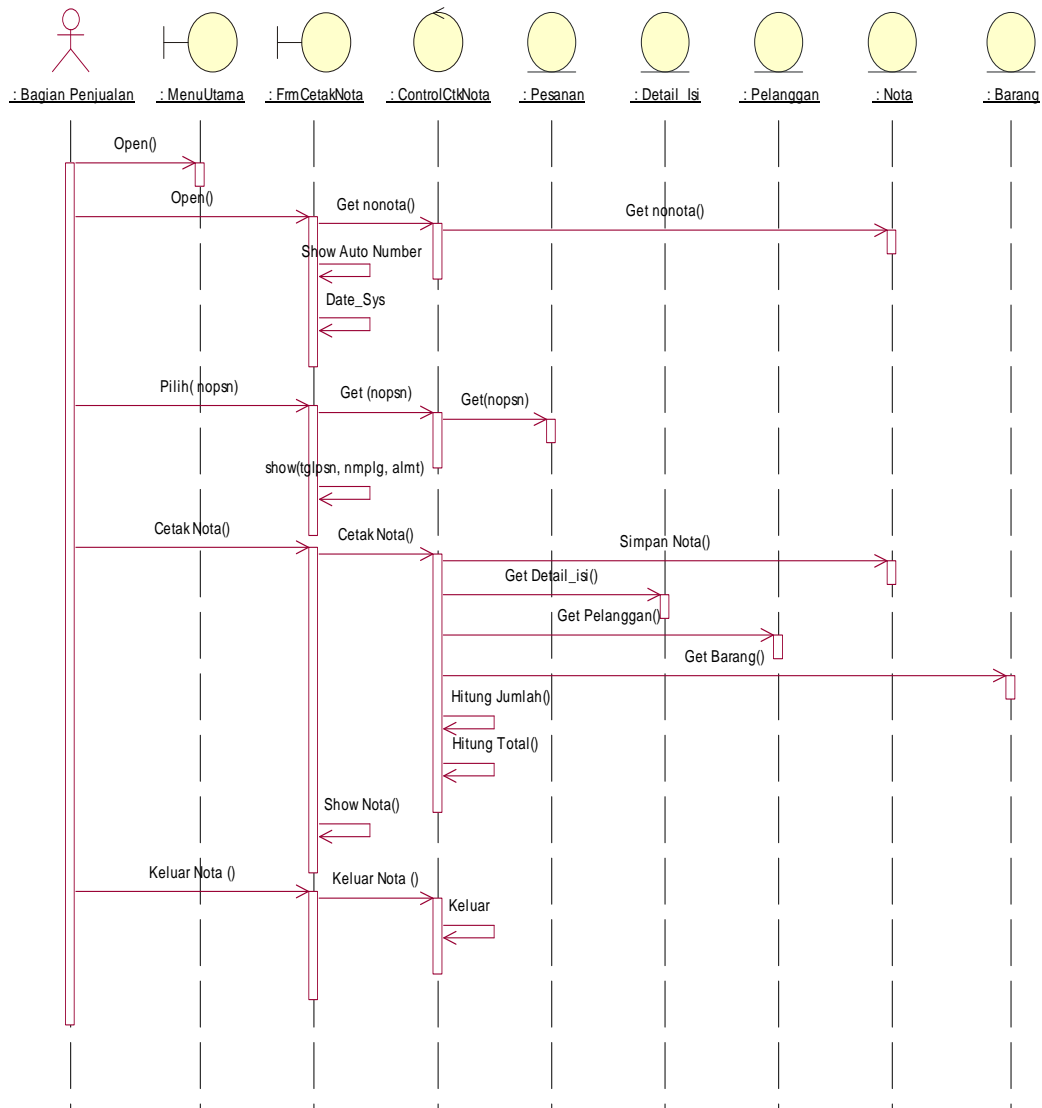 : Bagian Penjualan
: MenuUtama
: FrmCetakNota
: ControlCtkNota
: Pesanan
: Detail_Isi
: Pelanggan
: Nota
: Barang
Open()
Open()
Get nonota()
Get nonota()
Show Auto Number
Date_Sys
Pilih( nopsn)
Get (nopsn)
Get(nopsn)
show(tglpsn, nmplg, almt)
Cetak Nota()
Cetak Nota()
Simpan Nota()
Get Detail_isi()
Get Pelanggan()
Get Barang()
Hitung Jumlah()
Hitung Total()
Show Nota()
Keluar Nota ()
Keluar Nota ()
Keluar